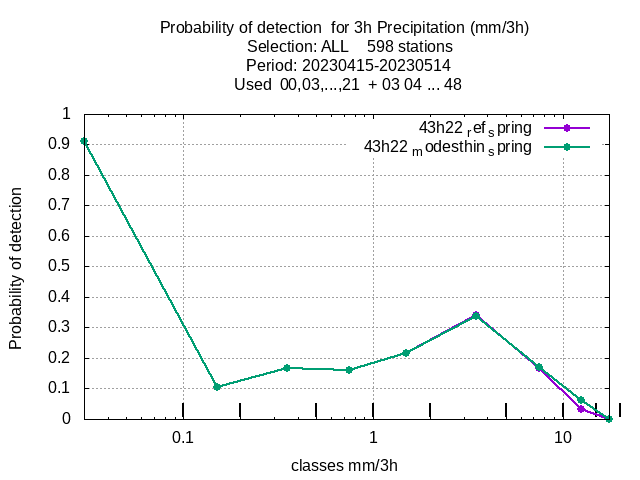 Probability of detection  for 3h Precipitation (mm/3h)
Selection: ALL    598 stations
Period: 20230415-20230514
Used  00,03,...,21  + 03 04 ... 48
43h22 ref spring
43h22 modesthin spring
Probability of detection
1
0.9
0.8
0.7
0.6
0.5
0.4
0.3
0.2
0.1
0
0.1 1 10
classes mm/3h